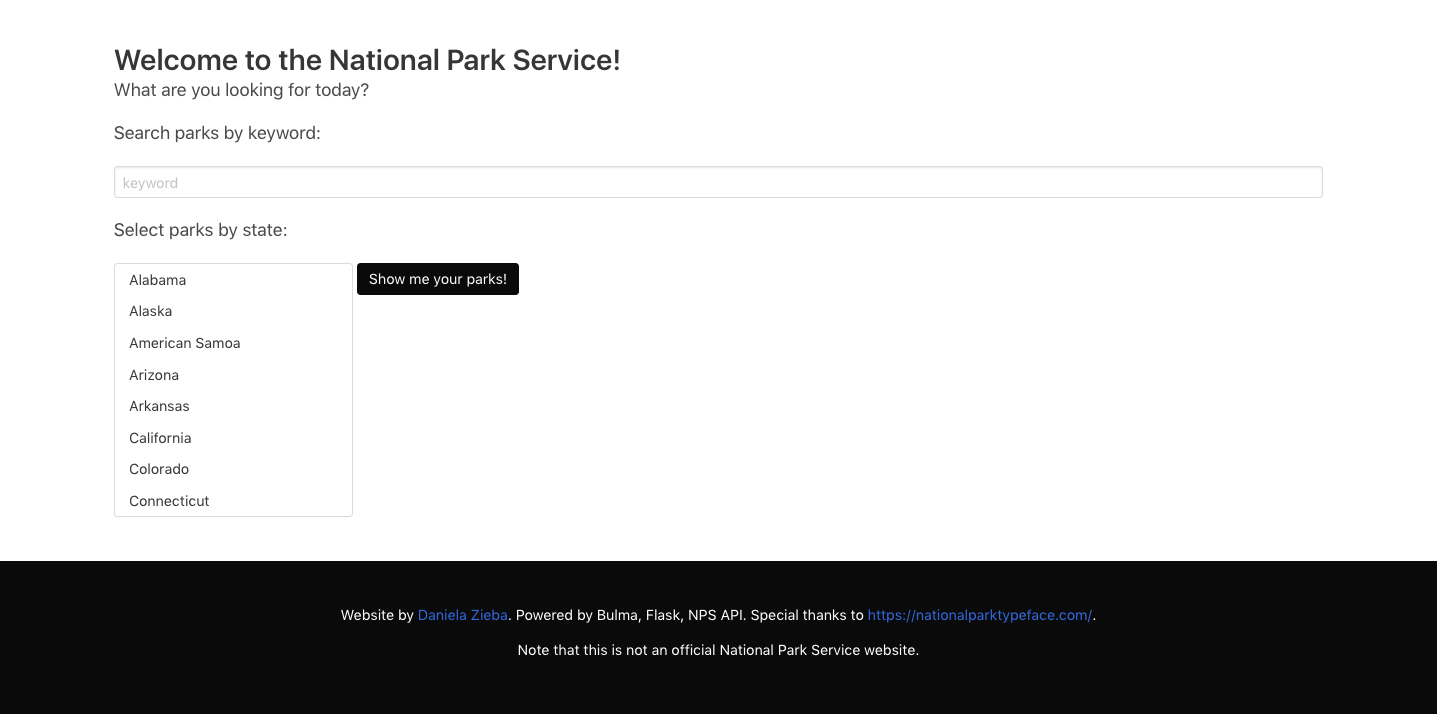 Welcome to the National Park Service!
What are you looking for today?
Search parks by keyword:
keyword
Select parks by state:
Alabama
Show me your parks!
Alaska
American Samoa
Arizona
Arkansas
California
Colorado
Connecticut
Website by Daniela Zieba. Powered by Bulma, Flask, NPS API. Special thanks to https://nationalparktypeface.com/.
Note that this is not an official National Park Service website.